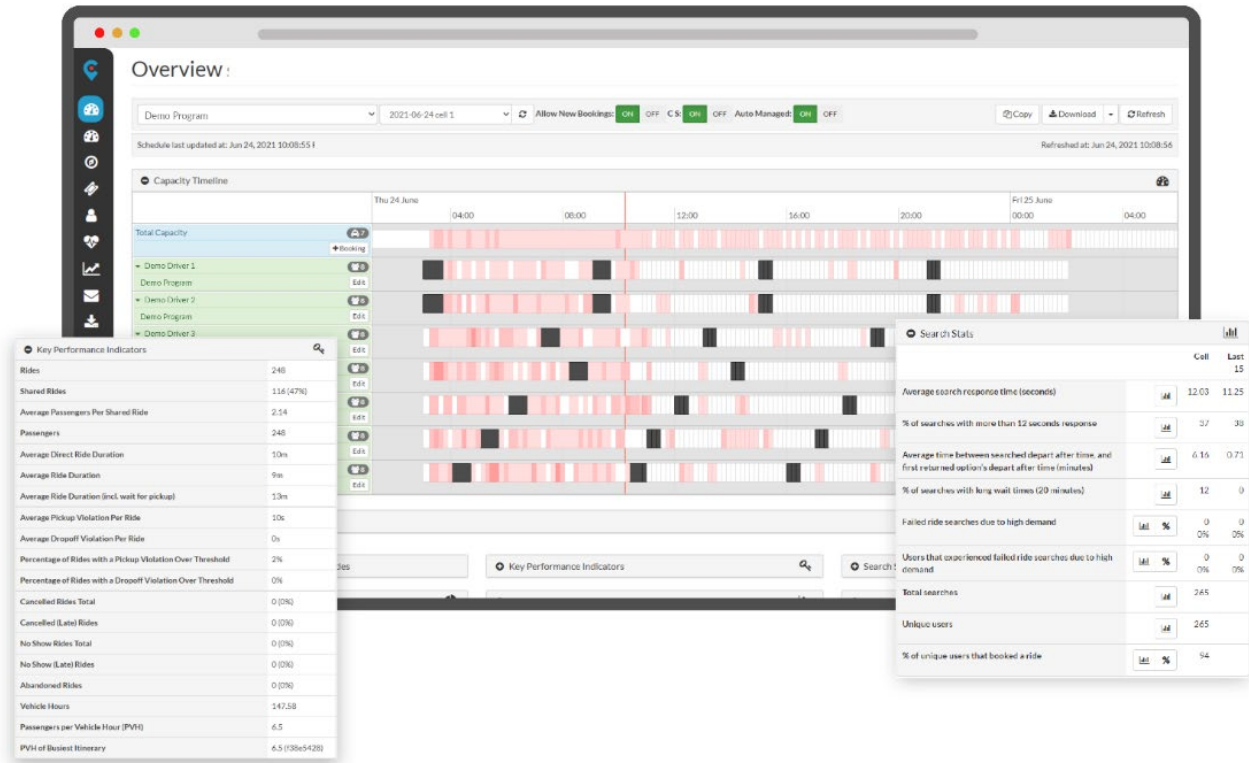 Overview
Demo Program
2021-06-24 cell 1
Allow New Bookings: ON OFF C S: ON OFF Auto Managed: ON OFF
Copy Download Refresh
Schedule last updated at: Jun 24, 2021 10:08:55
Refreshed at: Jun 24, 2021 10:08:56
Capacity Timeline
Thu 24 June Fri 25 June
04:00 08:00 12:00 16:00 20:00 00:00 04:00
Total Capacity 7
+Booking
Demo Driver 1
Demo Program Edit
Demo Driver 2
Demo Program Edit
Demo Driver 3
Edit
Edit
Edit
Edit
Edit
Key Performance Indicators
Rides 248
Shared Rides 116 (47%)
Average Passengers Per Shared Ride 2.14
Passengers 248
Average Direct Ride Duration 10m
Average Ride Duration 9m
Average Ride Duration (incl. wait for pickup) 13m
Average Pickup Violation Per Ride 10s
Average Dropoff Violation Per Ride 0s
Percentage of Rides with a Pickup Violation Over Threshold 2%
Percentage of Rides with a Dropoff Violation Over Threshold 0%
Cancelled Rides Total 0 (0%)
Cancelled (Late) Rides 0 (0%)
No Show Rides Total 0 (0%)
No Show (Late) Rides 0 (0%)
Abandoned Rides 0 (0%)
Vehicle Hours 147.58
Passengers per Vehicle Hour (PVH) 6.5
PVH of Busiest Itinerary 6.5 (f38e5428)
Key Performance Indicators
Search S
Search Stats
Cell Last
15
Average search response time (seconds) 12.03 11.25
% of searches with more than 12 seconds response 37 38
Average time between searched depart after time, and
first returned option's depart after time (minutes) 6.16 0.71
% of searches with long wait times (20 minutes) 12 0
Failed ride searches due to high demand 0 0
0% 0%
Users that experienced failed ride searches due to high
demand 0 0
0% 0%
Total searches 265
Unique users 265
% of unique users that booked a ride 94